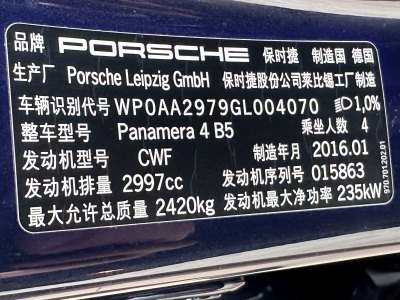 品牌 PORSCHE 保时捷 制造国 德国
生产厂 Porsche Leipzig GmbH 保时捷股份公司莱比锡工厂制造
车辆识别代号 WP0AA2979GL004070 1,0%
整车型号 Panamera 4 B5 乘坐人数 4
发动机型号 CWF 制造年月 2016.01
发动机排量 2997cc 发动机序列号 015863
最大允许总质量 2420kg 发动机最大净功率 235kW
970.701.202.01